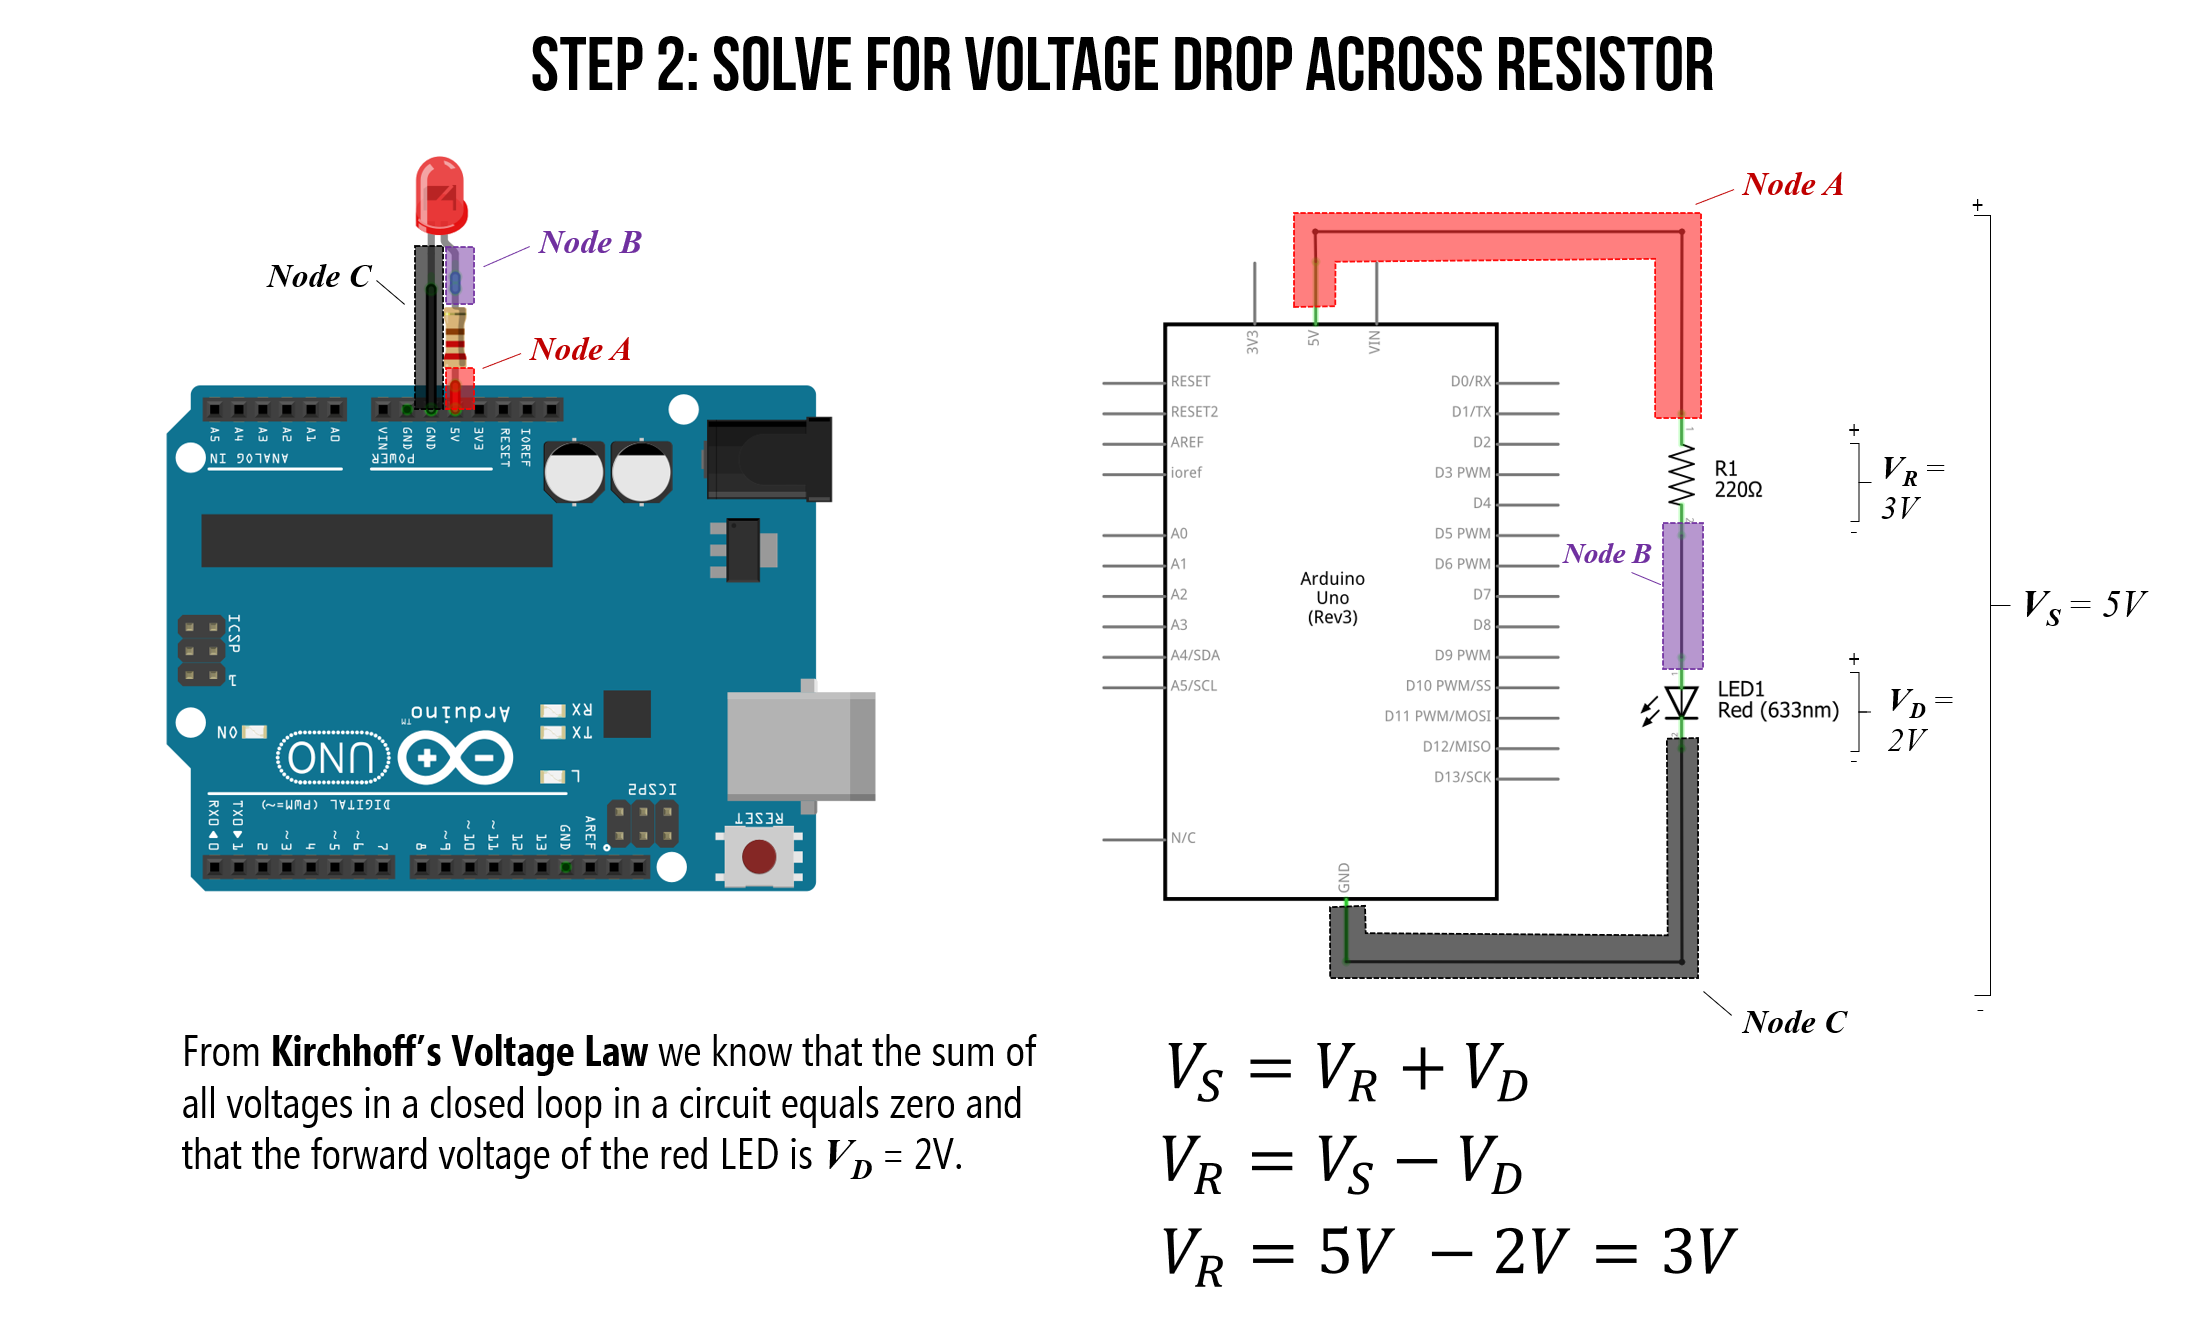 STEP 2: SOLVE FOR VOLTAGE DROP ACROSS RESISTOR
Node B
Node C
Node A
A5 A4 A3 A2 A1 A0
VIN GND GND 5V 3V3 RESET IOREF
ANALOG IN
POWER
ICSP
1
ON
UNO
Arduino™
RX
TX
L
ICSP2
RESET
DIGITAL (PWM=~)
RX0◄0 TX0►1 2 ~3 4 ~5 ~6 7
8 ~9 ~10 ~11 12 13 GND AREF
Node A
3V3
5V
VIN
RESET
RESET2
AREF
ioref
A0
A1
A2
A3
A4/SDA
A5/SCL
N/C
D0/RX
D1/TX
D2
D3 PWM
D4
D5 PWM
D6 PWM
D7
D8
D9 PWM
D10 PWM/SS
D11 PWM/MOSI
D12/MISO
D13/SCK
GND
Arduino
Uno
(Rev3)
1
R1
220Ω
2
Node B
1
LED1
Red (633nm)
2
Node C
+
V_R =
3V
-
+
V_D =
2V
-
+
V_S = 5V
-
From Kirchhoff's Voltage Law we know that the sum of
all voltages in a closed loop in a circuit equals zero and
that the forward voltage of the red LED is V_D = 2V.
V_S = V_R + V_D
V_R = V_S − V_D
V_R = 5V − 2V = 3V